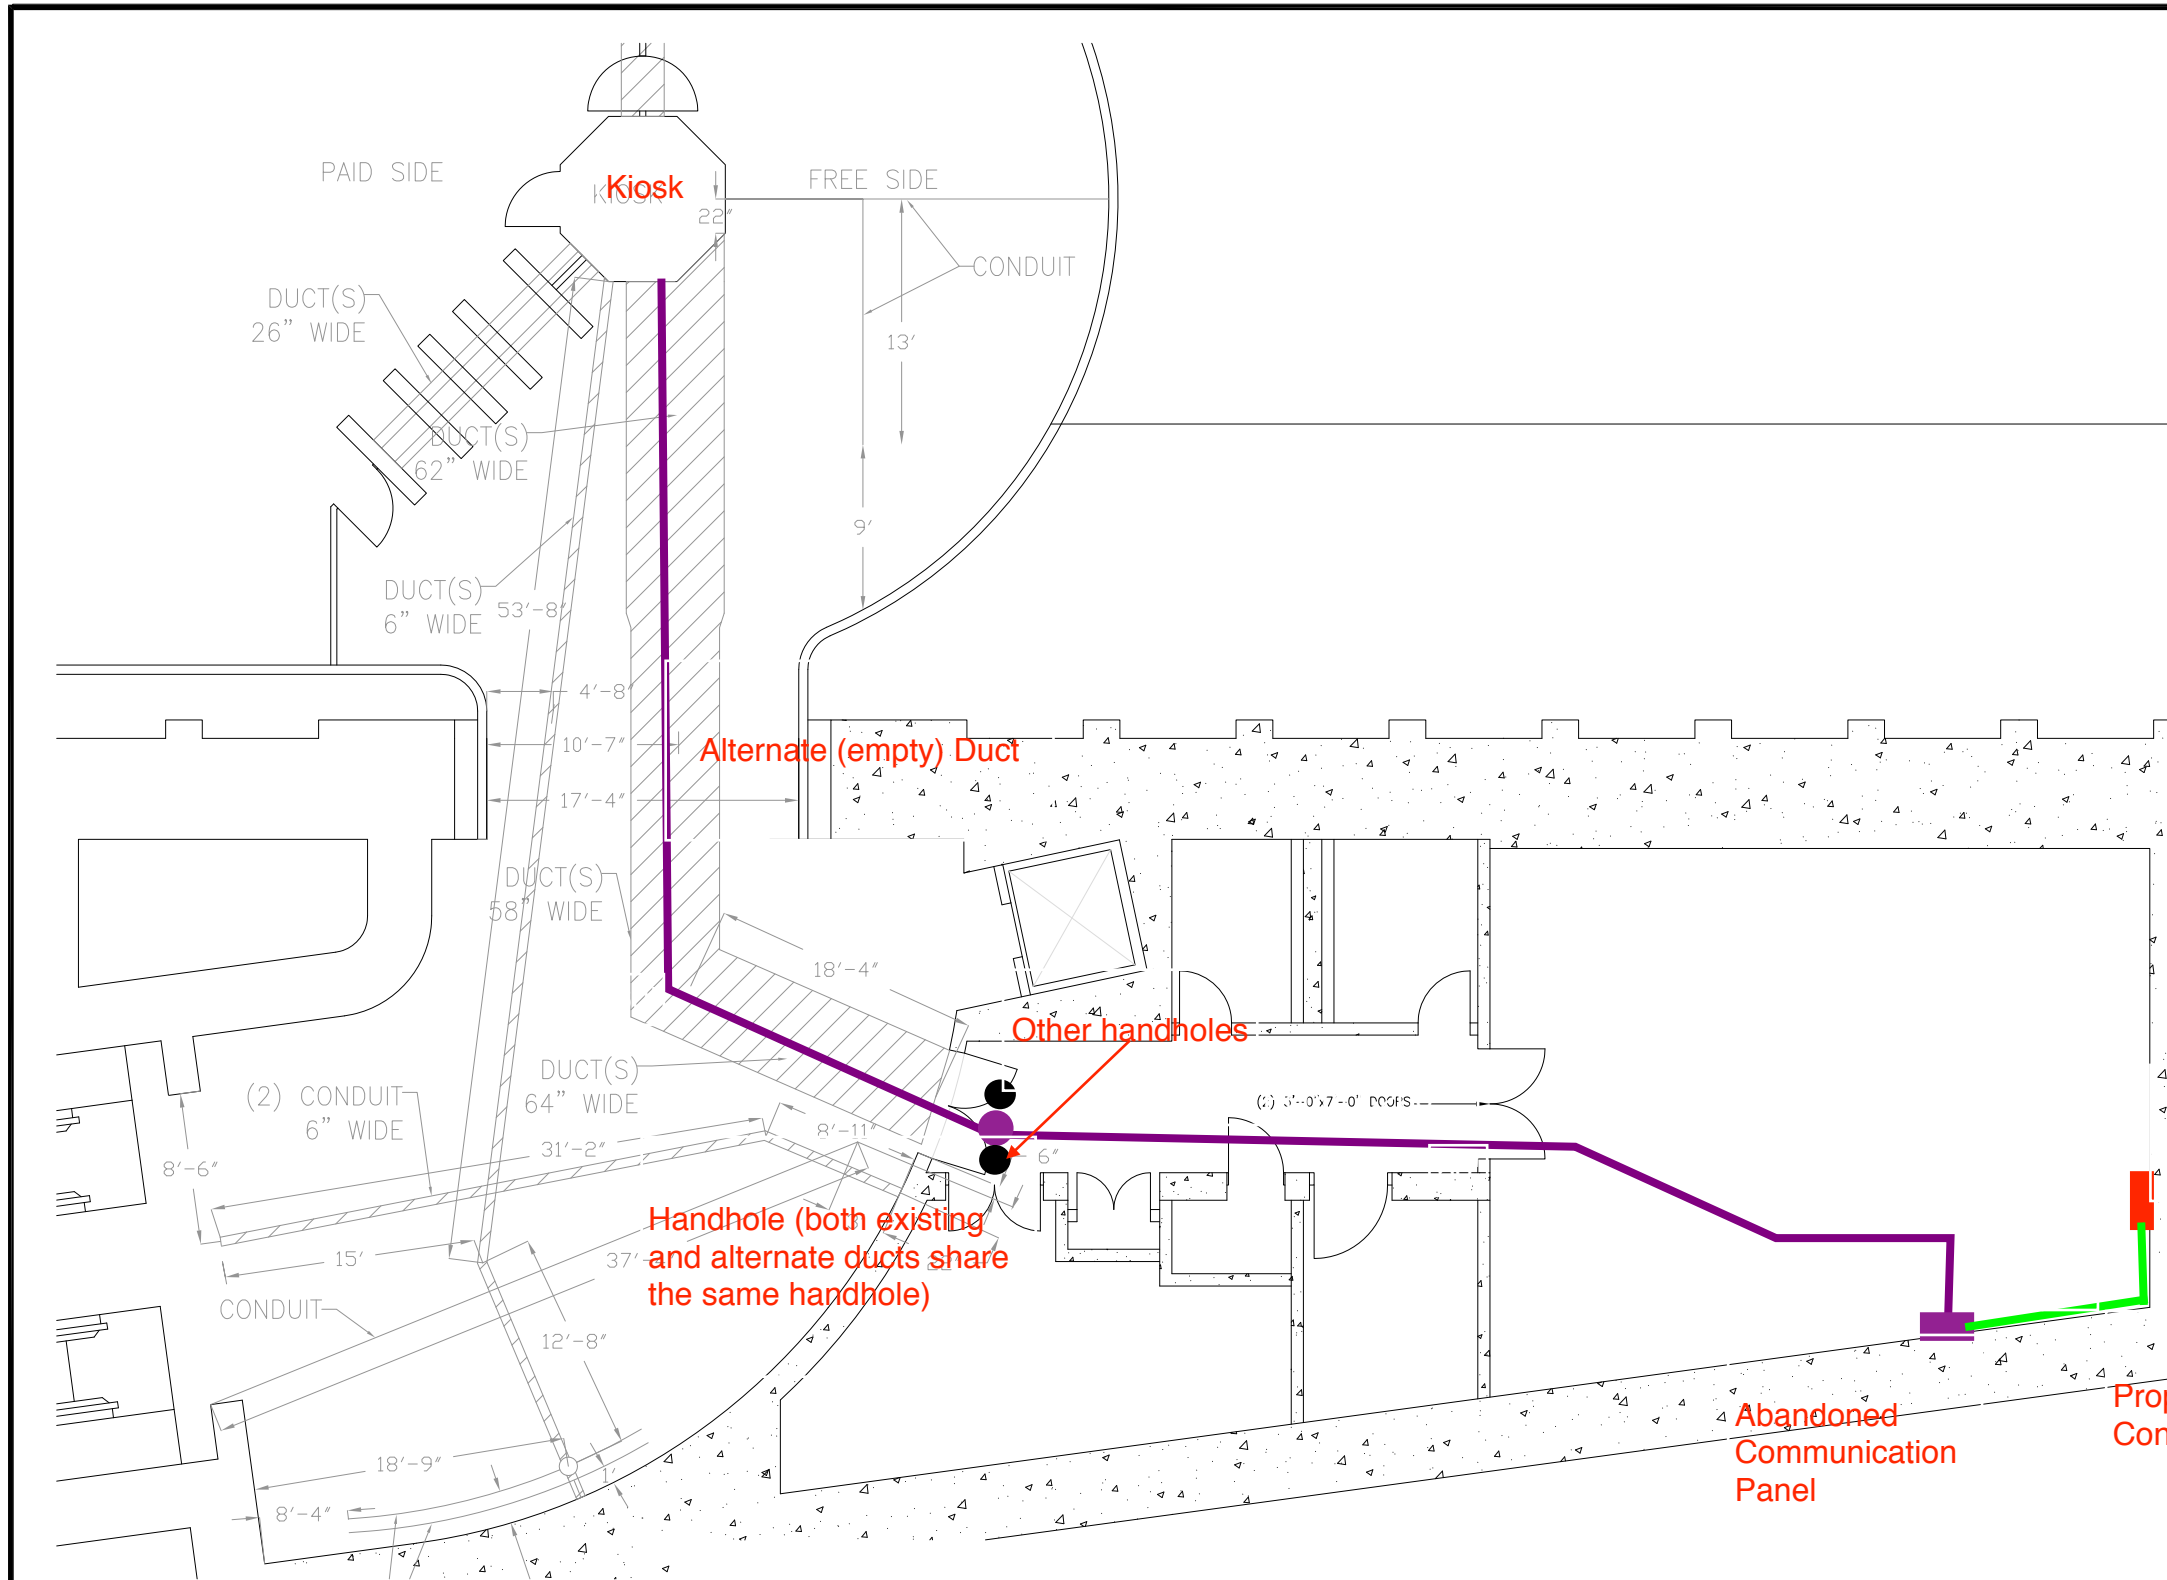 PAID SIDE
KIOSK
Kiosk
FREE SIDE
22"
CONDUIT
DUCT(S)
26" WIDE
13'
DUCT(S)
62" WIDE
9'
DUCT(S)
6" WIDE
53'-8"
4'-8"
10'-7"
Alternate (empty) Duct
17'-4"
DUCT(S)
58" WIDE
18'-4"
Other handholes
DUCT(S)
64" WIDE
(2) CONDUIT
6" WIDE
8'-11"
31'-2"
6"
8'-6"
Handhole (both existing
and alternate ducts share
the same handhole)
15'
CONDUIT
12'-8"
18'-9"
1'
8'-4"
Abandoned
Communication
Panel